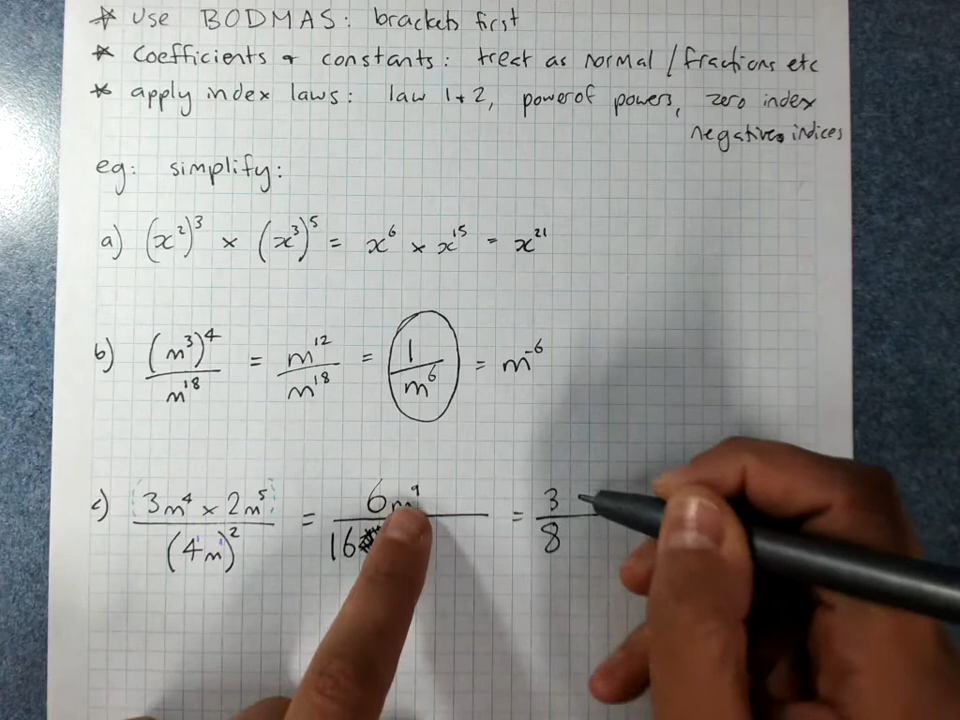 * Use BODMAS: brackets first
* Coefficients & constants: treat as normal / fractions etc
* apply index laws: law 1+2, power of powers, zero index
negative indices
eg: simplify:
a) (x²)³ × (x³)⁵ = x⁶ × x¹⁵ = x²¹
b) (m³)⁴/m¹⁸ = m¹²/m¹⁸ = 1/m⁶ = m⁻⁶
c) 3m⁴ × 2m⁵/(4¹m¹)² = 6m⁹/16 = 3/8